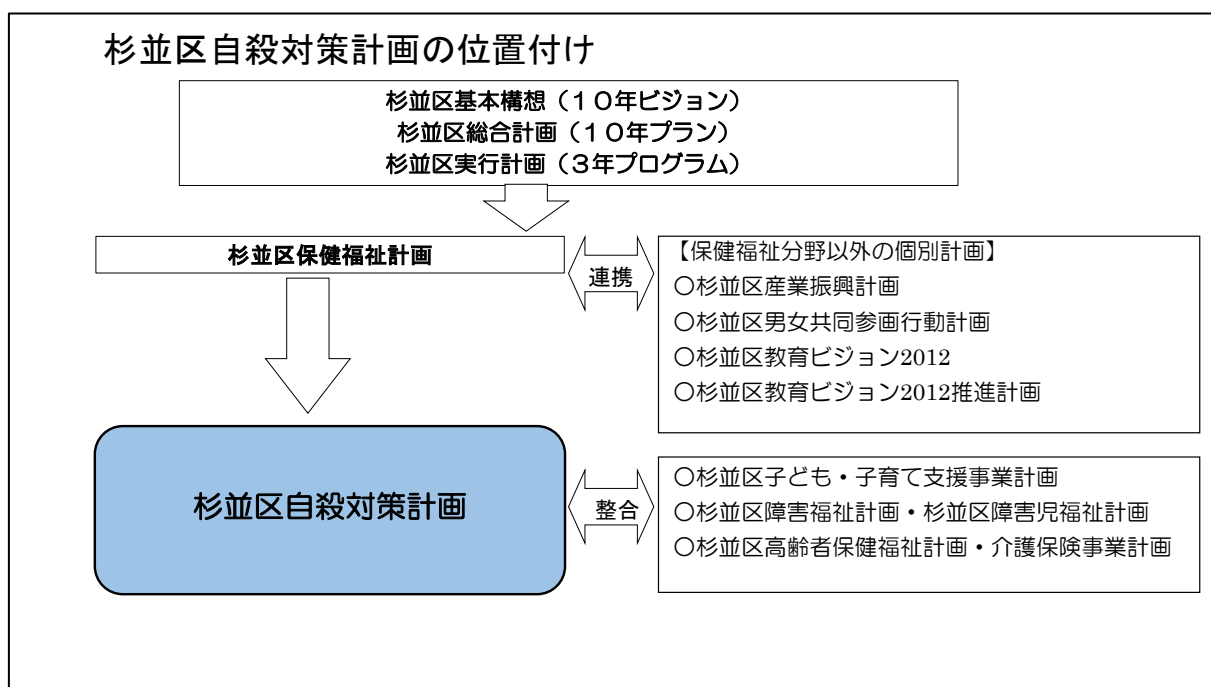 杉並区自殺対策計画の位置付け
杉並区基本構想（１０年ビジョン）
杉並区総合計画（１０年プラン）
杉並区実行計画（３年プログラム）
杉並区保健福祉計画
連携
【保健福祉分野以外の個別計画】
〇杉並区産業振興計画
〇杉並区男女共同参画行動計画
〇杉並区教育ビジョン2012
〇杉並区教育ビジョン2012推進計画
杉並区自殺対策計画
整合
〇杉並区子ども・子育て支援事業計画
〇杉並区障害福祉計画・杉並区障害児福祉計画
〇杉並区高齢者保健福祉計画・介護保険事業計画